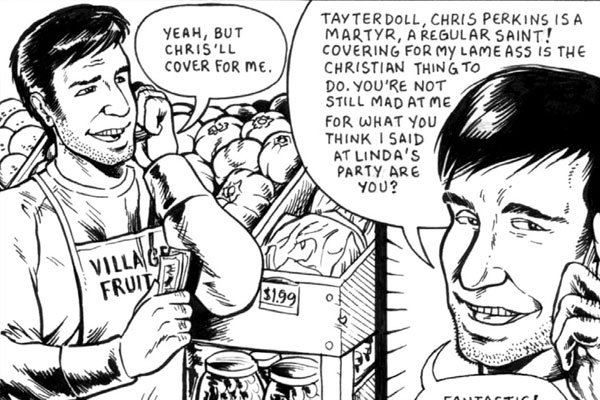 YEAH, BUT
CHRIS'LL
COVER FOR ME.
TAYTERDOLL, CHRIS PERKINS IS A
MARTYR, A REGULAR SAINT!
COVERING FOR MY LAME ASS IS THE
CHRISTIAN THING TO
DO. YOU'RE NOT
STILL MAD AT ME
FOR WHAT YOU
THINK I SAID
AT LINDA'S
PARTY ARE
YOU?
VILLAGE
FRUIT
$1.99
FANTASTIC!